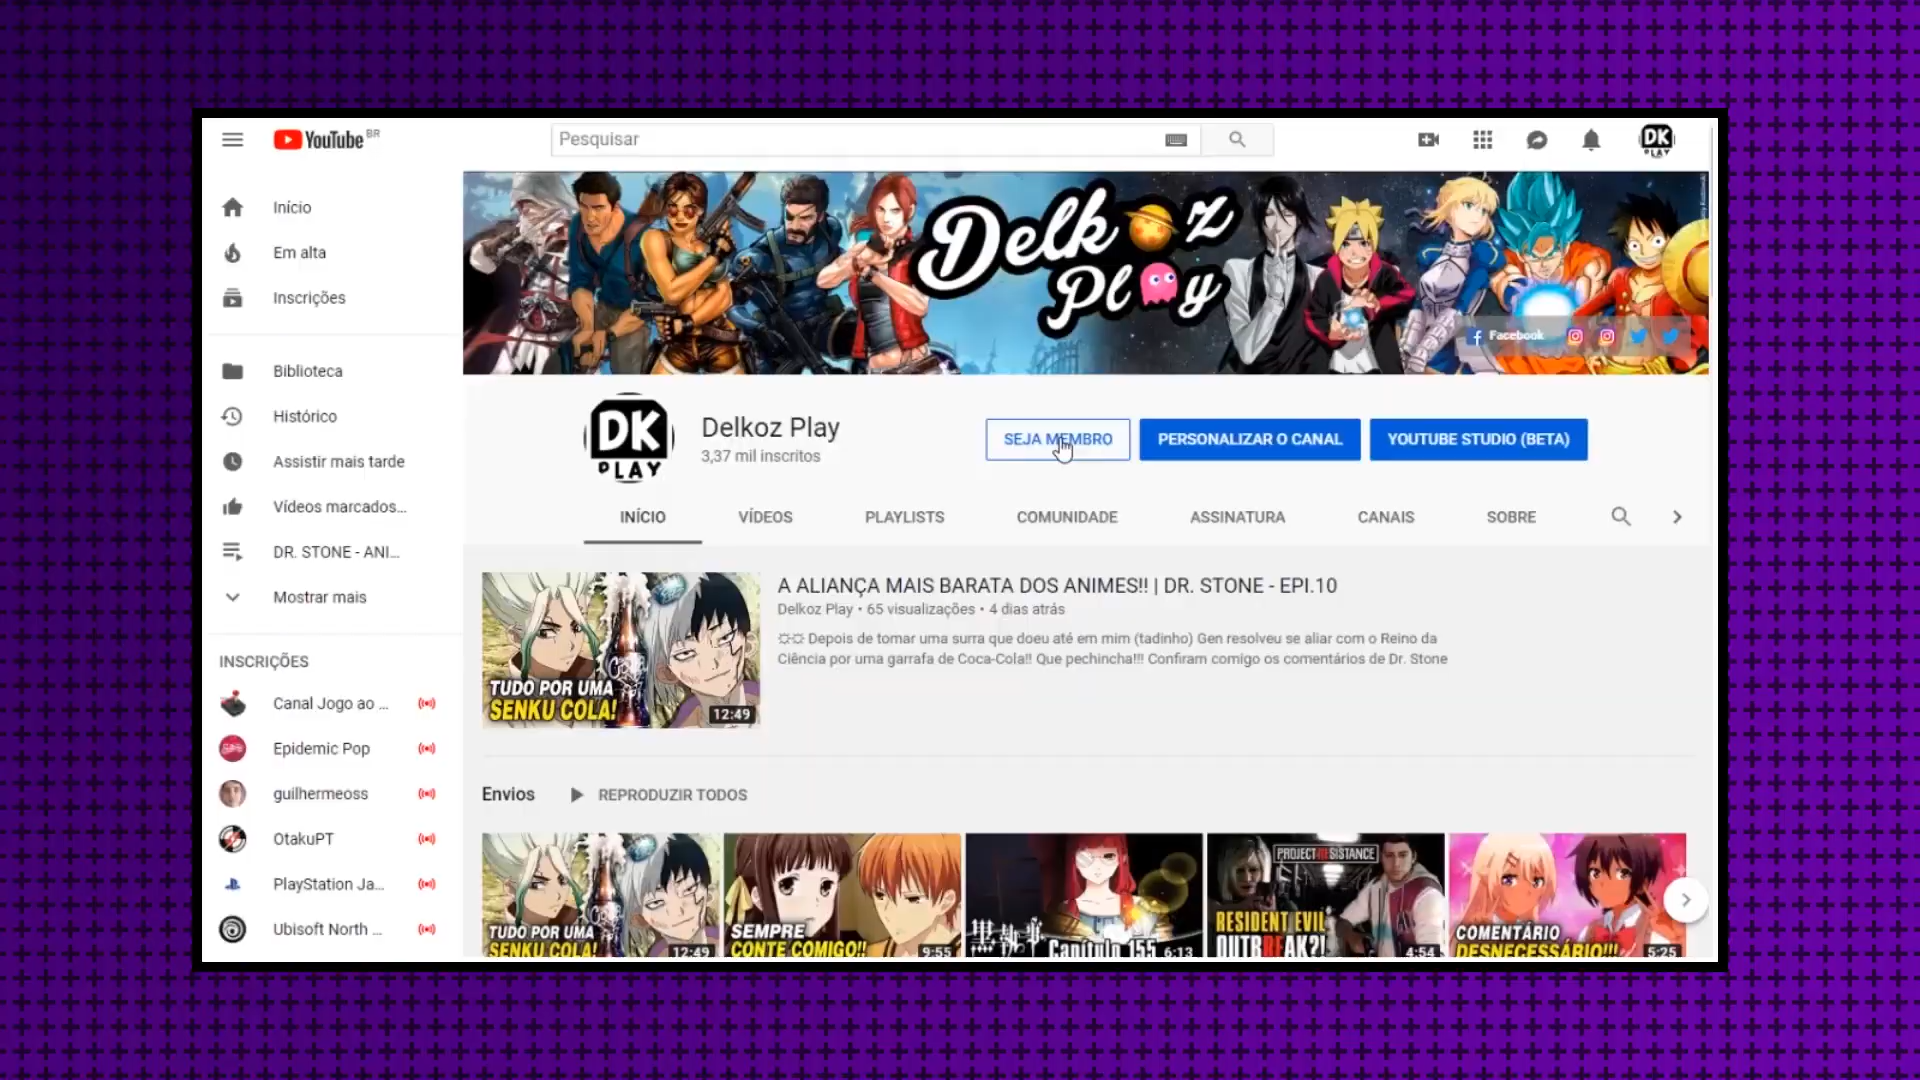 YouTube BR
Pesquisar
DK PLAY
Início
Em alta
Inscrições
Biblioteca
Histórico
Assistir mais tarde
Vídeos marcados...
DR. STONE - ANI...
Mostrar mais
INSCRIÇÕES
Canal Jogo ao ...
Epidemic Pop
guilhermeoss
OtakuPT
PlayStation Ja...
Ubisoft North ...
Delkoz
Play
Facebook
DK
PLAY
Delkoz Play
3,37 mil inscritos
SEJA MEMBRO
PERSONALIZAR O CANAL
YOUTUBE STUDIO (BETA)
INÍCIO VÍDEOS PLAYLISTS COMUNIDADE ASSINATURA CANAIS SOBRE
TUDO POR UMA
SENKU COLA!
12:49
A ALIANÇA MAIS BARATA DOS ANIMES!! | DR. STONE - EPI.10
Delkoz Play • 65 visualizações • 4 dias atrás
Depois de tomar uma surra que doeu até em mim (tadinho) Gen resolveu se aliar com o Reino da
Ciência por uma garrafa de Coca-Cola!! Que pechincha!!! Confiram comigo os comentários de Dr. Stone
Envios
REPRODUZIR TODOS
TUDO POR UMA
SENKU COLA!
12:49
SEMPRE
CONTE COMIGO!!
9:55
黒執事
Capítulo 155
6:13
PROJECT RESISTANCE
RESIDENT EVIL
OUTBREAK?!
4:54
COMENTÁRIO
DESNECESSÁRIO!!!
5:25